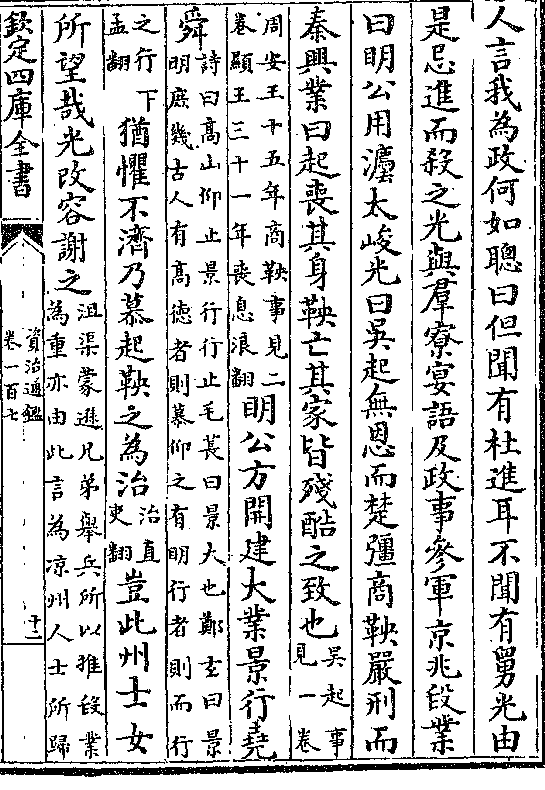 人言我為政何如聰曰但聞有杜進耳不聞有舅光由
是忌進而殺之光與羣寮宴語及政事參軍京兆段業
曰明公用灋太峻光曰吳起無恩而楚彊商鞅嚴刑而
秦興業曰起喪其身鞅亡其家皆殘酷之致也吳起事見一卷
周安王十五年商鞅事見二卷顯王三十一年喪息浪翻明公方開建大業景行堯
舜詩曰高山仰止景行行止毛萇曰景大也鄭玄曰景明庶幾古人有高德者則慕仰之有明行者則而行
之行下孟翻猶懼不濟乃慕起鞅之為治治直吏翻豈此州士女
所望哉光改容謝之沮渠蒙遜兄弟舉兵所以推段業為重亦由此言為涼州人士所歸
欽定四庫全書
資治通鑑
卷一百七
十二